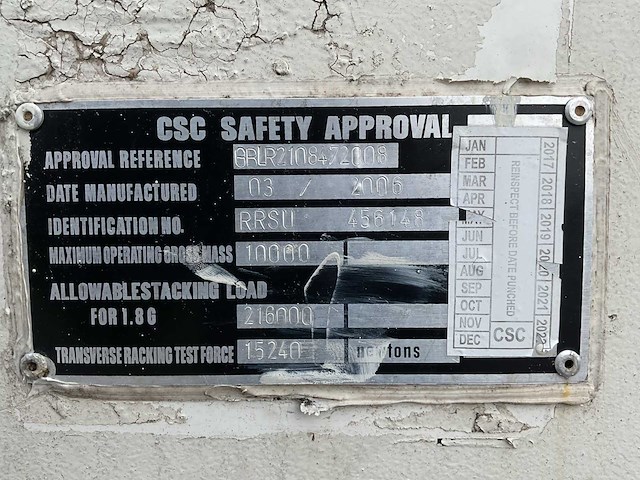 CSC SAFETY APPROVAL
APPROVAL REFERENCE
DATE MANUFACTURED 03 / 2006
IDENTIFICATION NO. RRSU 456148
MAXIMUM OPERATING GROSS MASS 10000
ALLOWABLESTACKING LOAD
FOR 1.8 G 216000
TRANSVERSE RACKING TEST FORCE 15240 newtons
JAN
FEB
MAR
APR
MAY
JUN
JUL
AUG
SEP
OCT
NOV
DEC
REINSPECT BEFORE DATE PUNCHED
CSC
2017 2018 2019 2020 2021